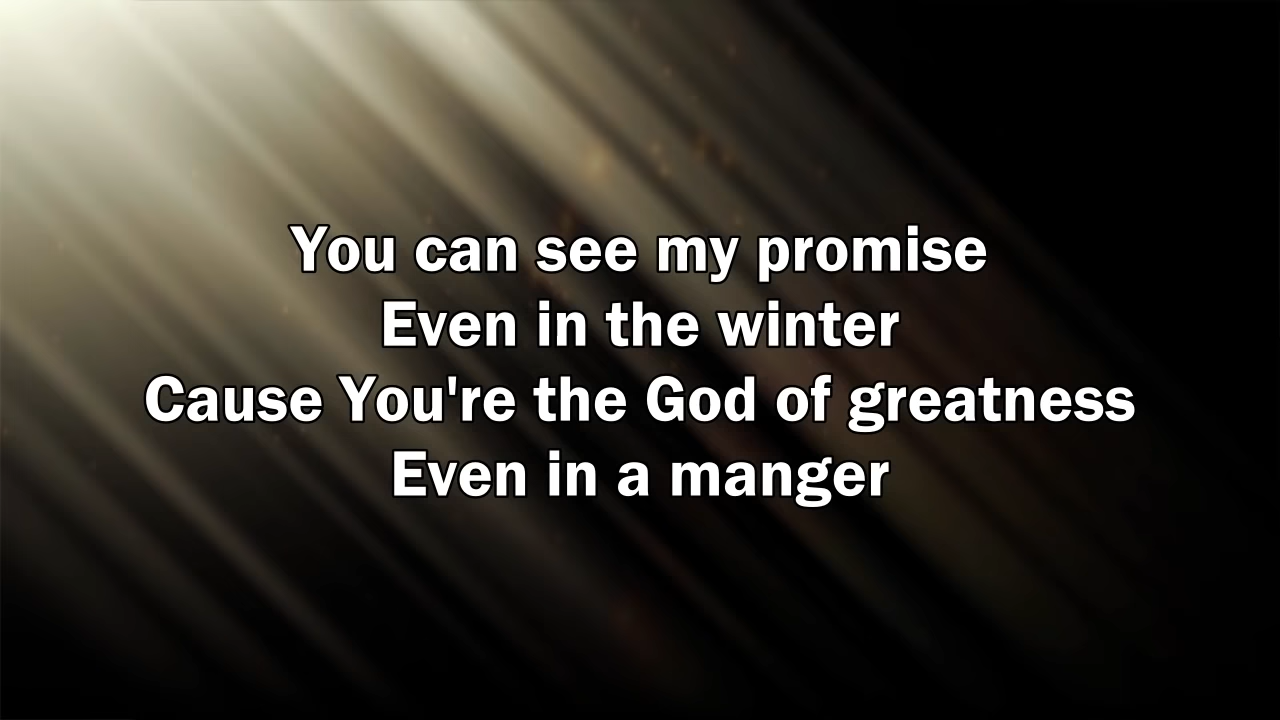 You can see my promise
Even in the winter
Cause You're the God of greatness
Even in a manger